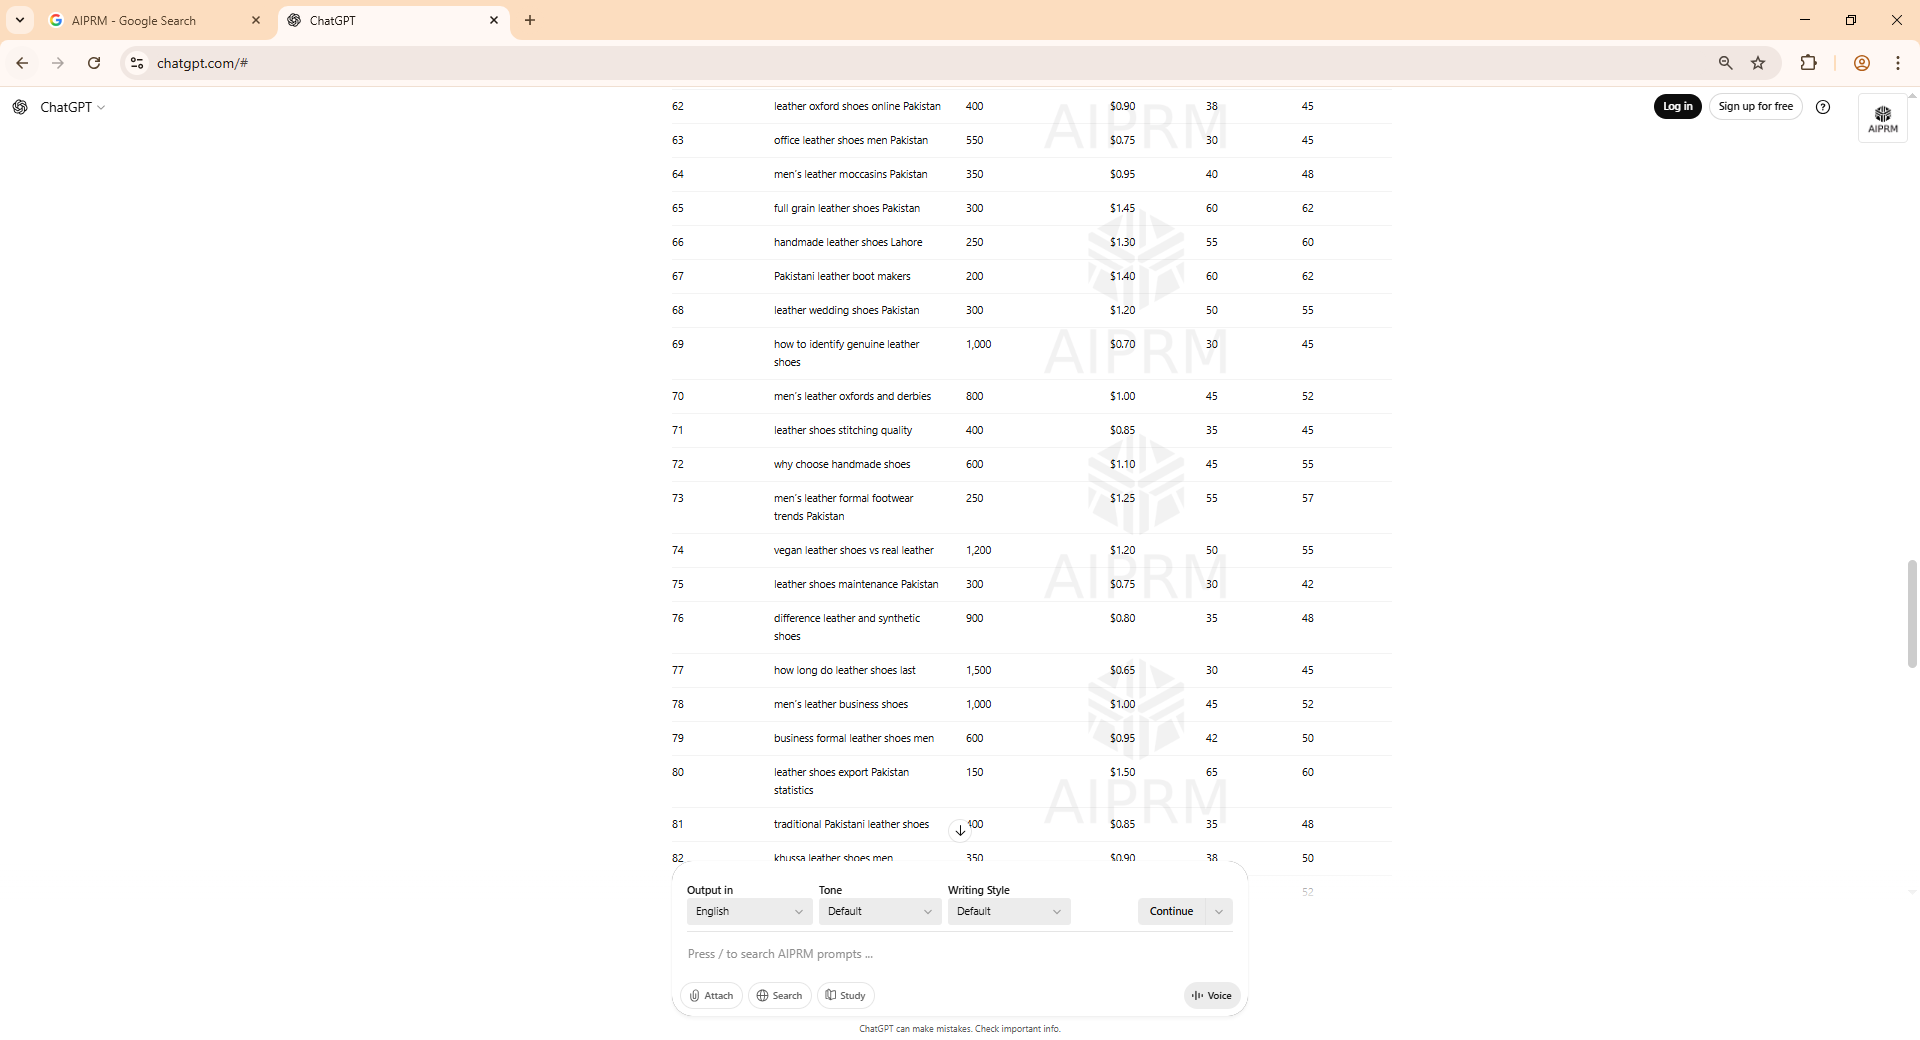 AIPRM - Google Search
ChatGPT
chatgpt.com/#
ChatGPT
Log in
Sign up for free
AIPRM
62 leather oxford shoes online Pakistan 400 $0.90 38 45
63 office leather shoes men Pakistan 550 $0.75 30 45
64 men's leather moccasins Pakistan 350 $0.95 40 48
65 full grain leather shoes Pakistan 300 $1.45 60 62
66 handmade leather shoes Lahore 250 $1.30 55 60
67 Pakistani leather boot makers 200 $1.40 60 62
68 leather wedding shoes Pakistan 300 $1.20 50 55
69 how to identify genuine leather 1,000 $0.70 30 45
shoes
70 men's leather oxfords and derbies 800 $1.00 45 52
71 leather shoes stitching quality 400 $0.85 35 45
72 why choose handmade shoes 600 $1.10 45 55
73 men's leather formal footwear 250 $1.25 55 57
trends Pakistan
74 vegan leather shoes vs real leather 1,200 $1.20 50 55
75 leather shoes maintenance Pakistan 300 $0.75 30 42
76 difference leather and synthetic 900 $0.80 35 48
shoes
77 how long do leather shoes last 1,500 $0.65 30 45
78 men's leather business shoes 1,000 $1.00 45 52
79 business formal leather shoes men 600 $0.95 42 50
80 leather shoes export Pakistan 150 $1.50 65 60
statistics
81 traditional Pakistani leather shoes 400 $0.85 35 48
82 khussa leather shoes men 350 $0.90 38 50
52
AIPRM
AIPRM
AIPRM
AIPRM
Output in Tone Writing Style
English Default Default Continue
Press / to search AIPRM prompts ...
Attach Search Study Voice
ChatGPT can make mistakes. Check important info.